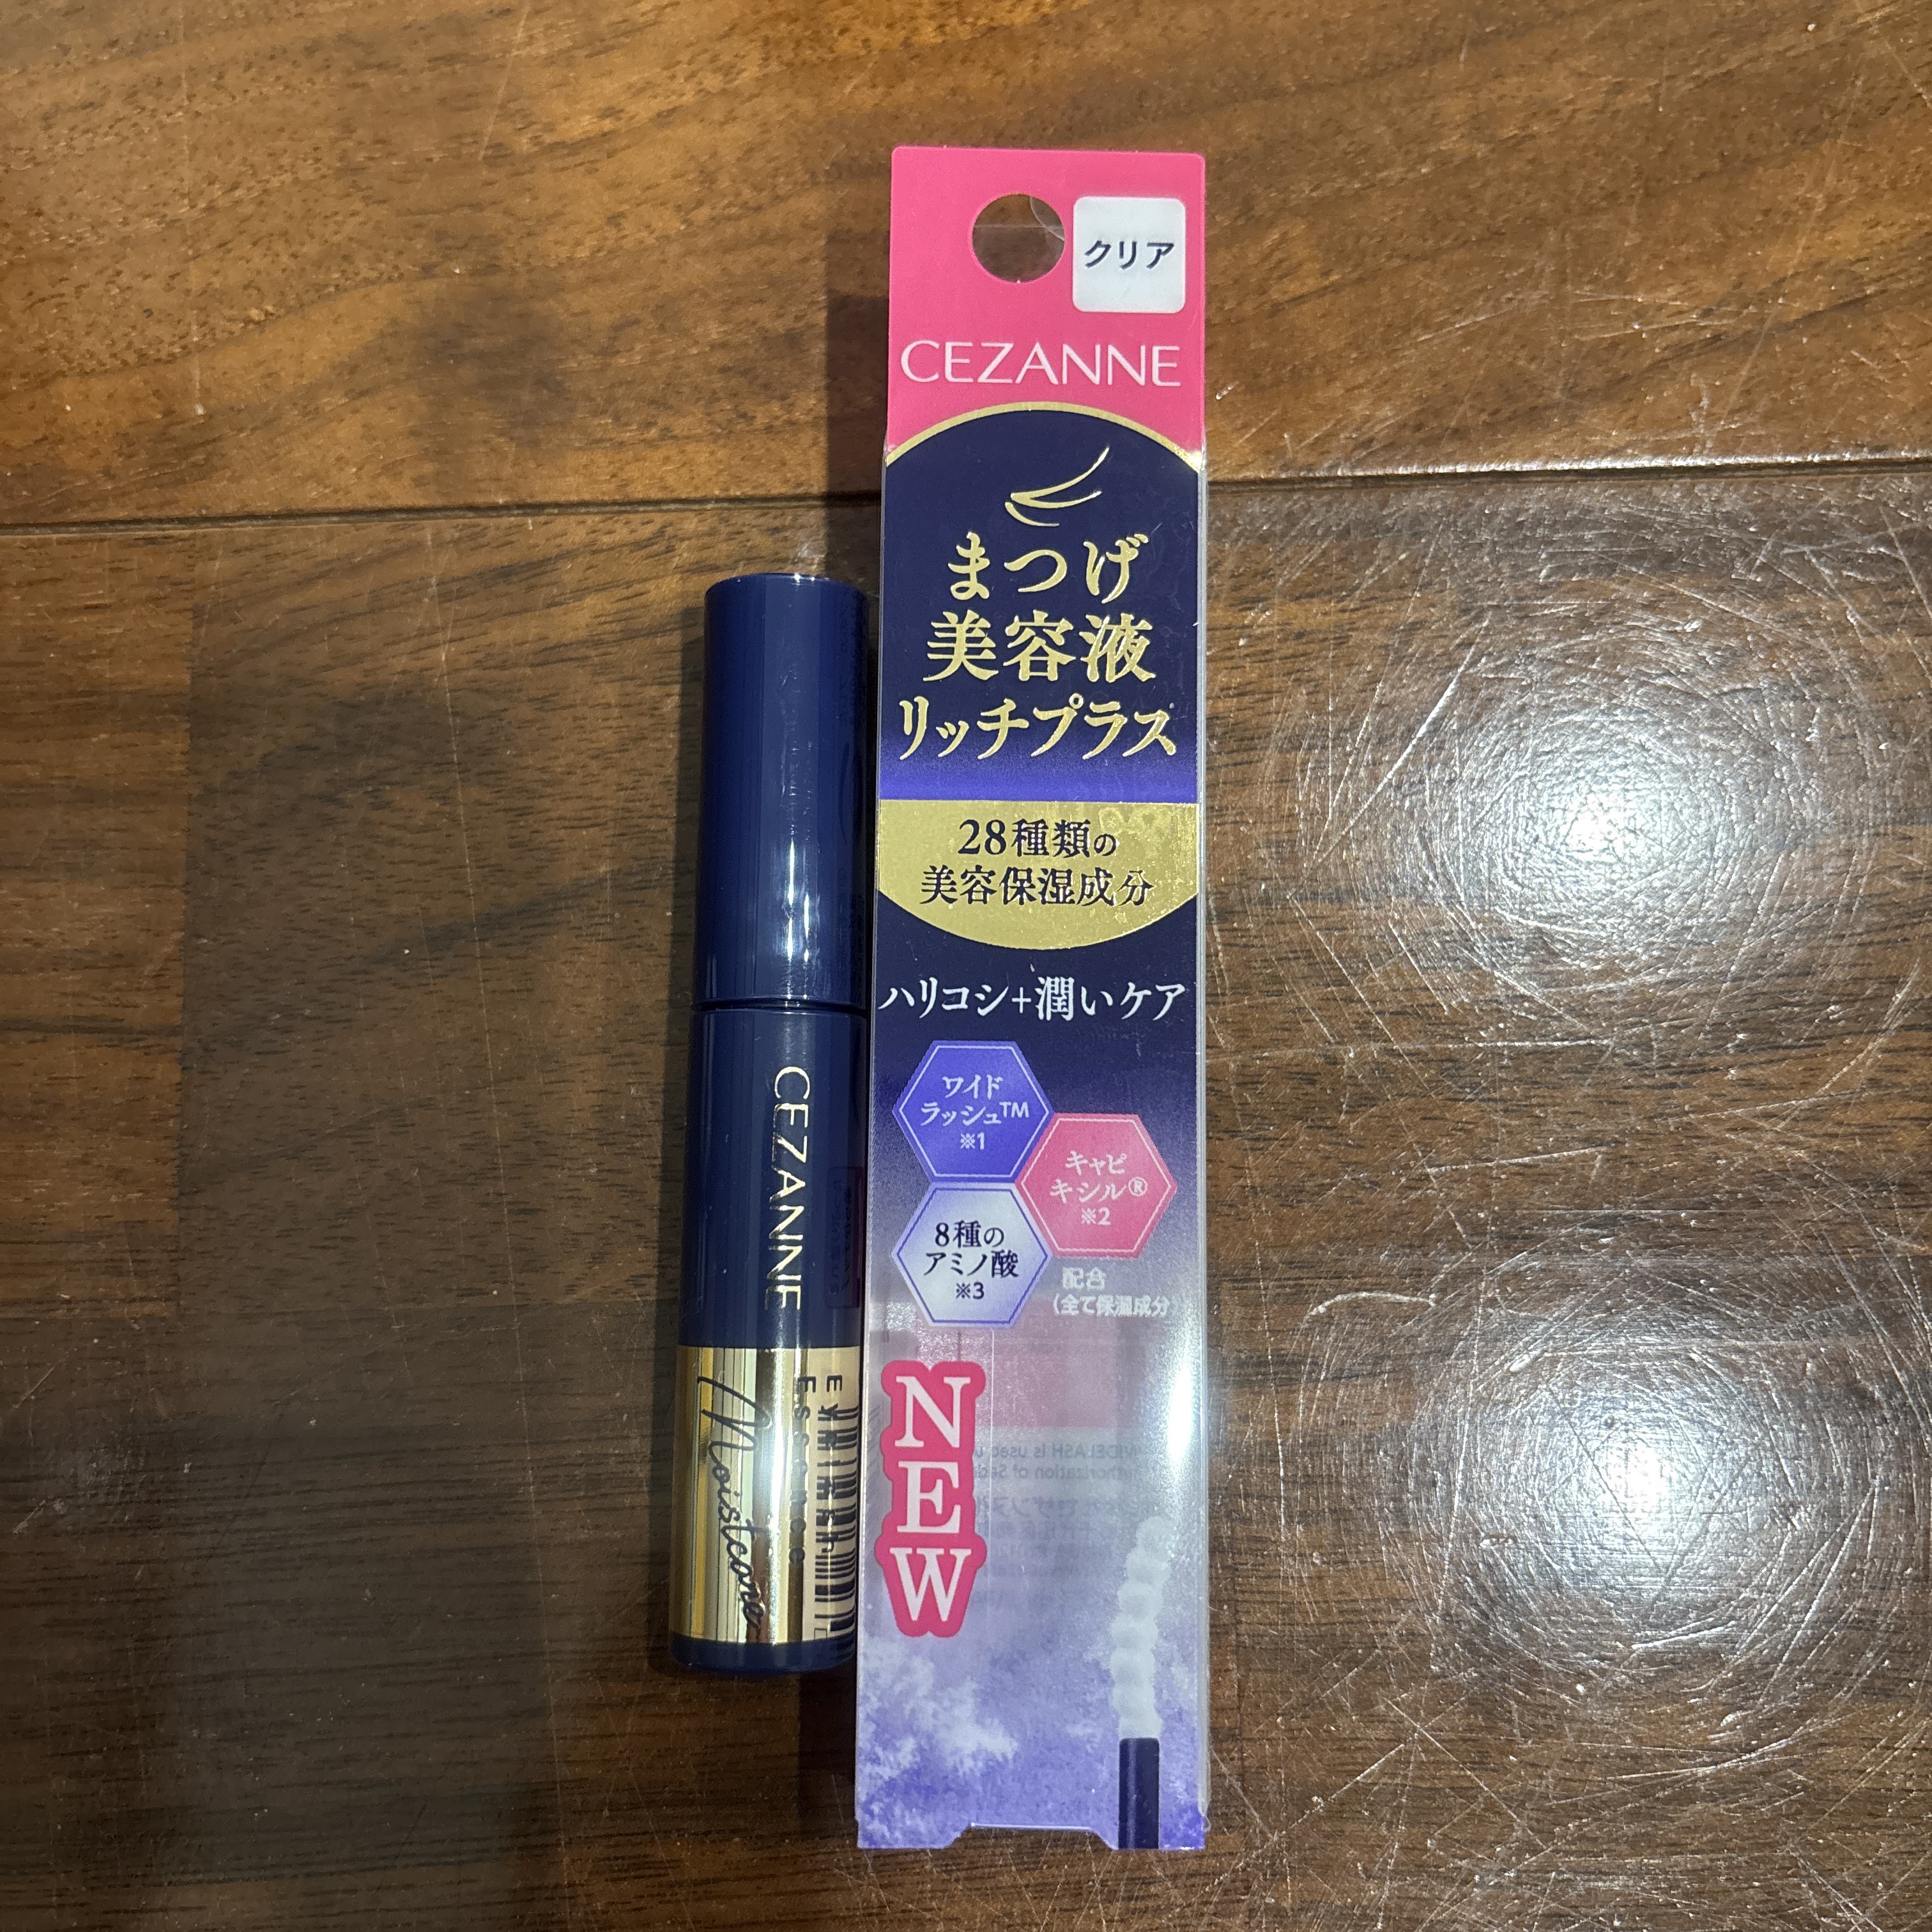 クリア
CEZANNE
まつげ
美容液
リッチプラス
28種類の
美容保湿成分
ハリコシ+潤いケア
ワイド
ラッシュ™
※1
キャピ
キシル®
※2
8種の
アミノ酸
※3
配合
(全て保湿成分)
NEW
CEZANNE
Eyelash
Essence
Moistcare